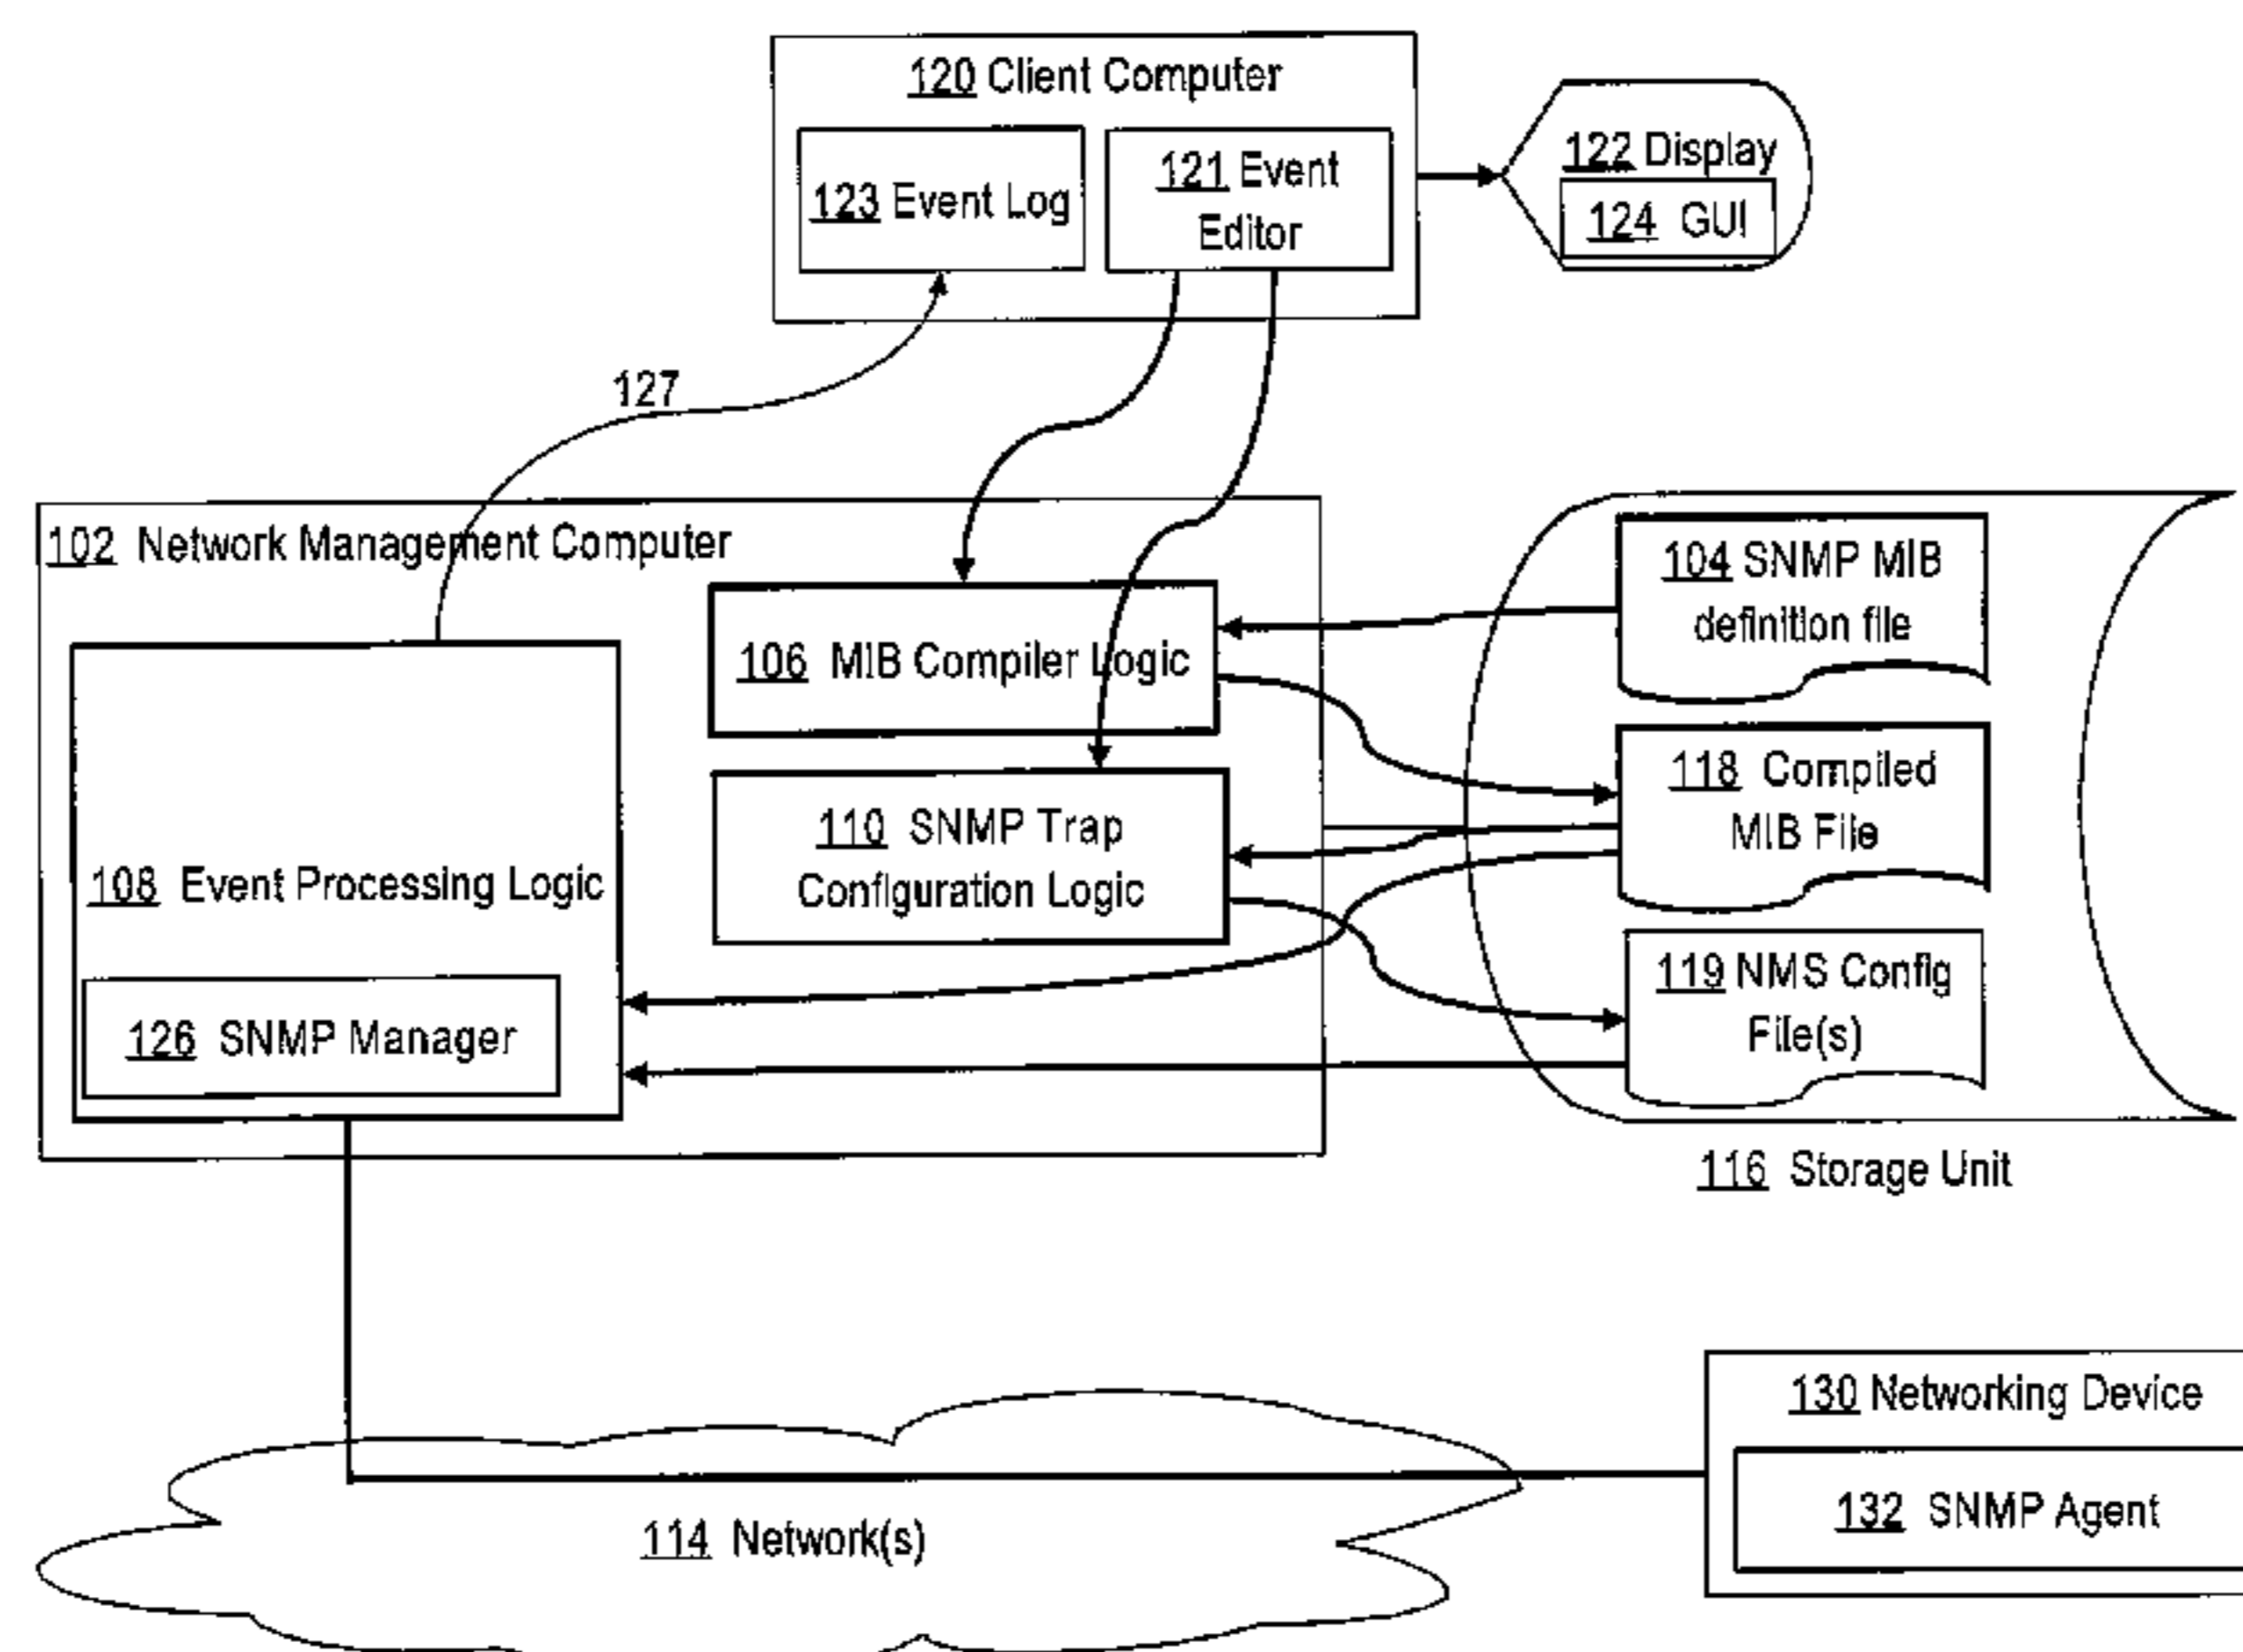 120 Client Computer
123 Event Log
121 Event
Editor
122 Display
124 GUI
127
102 Network Management Computer
106 MIB Compiler Logic
108 Event Processing Logic
110 SNMP Trap
Configuration Logic
126 SNMP Manager
104 SNMP MIB
definition file
118 Compiled
MIB File
119 NMS Config
File(s)
116 Storage Unit
130 Networking Device
132 SNMP Agent
114 Network(s)